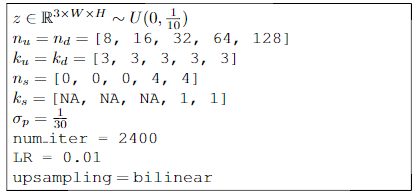 z ∈ ℝ^{3×W×H} ∼ U(0, 1/10)
n_u = n_d = [8, 16, 32, 64, 128]
k_u = k_d = [3, 3, 3, 3, 3]
n_s = [0, 0, 0, 4, 4]
k_s = [NA, NA, NA, 1, 1]
σ_p = 1/30
num_iter = 2400
LR = 0.01
upsampling = bilinear